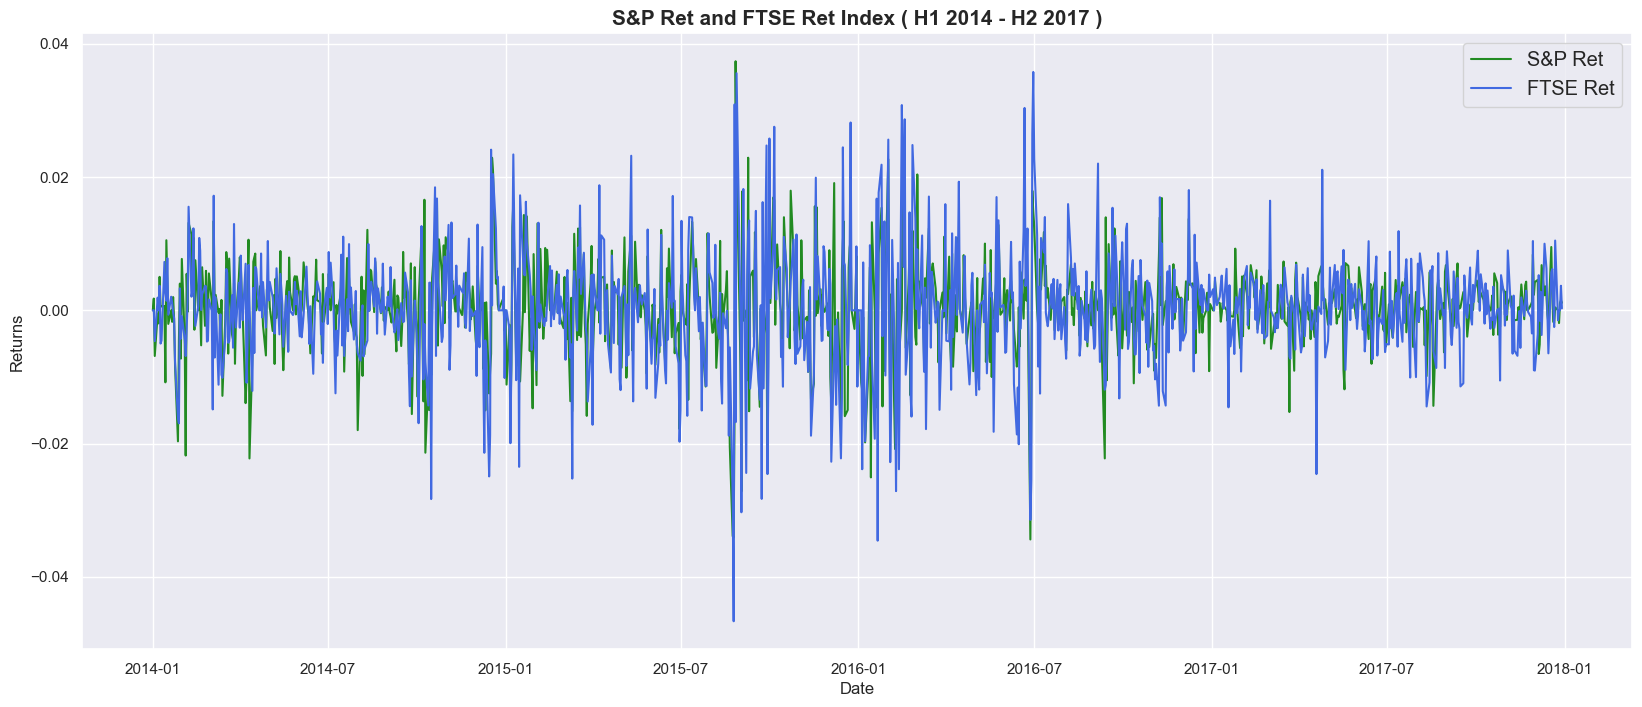 S&P Ret and FTSE Ret Index ( H1 2014 - H2 2017 )
S&P Ret
FTSE Ret
Returns
0.04
0.02
0.00
−0.02
−0.04
2014-01 2014-07 2015-01 2015-07 2016-01 2016-07 2017-01 2017-07 2018-01
Date